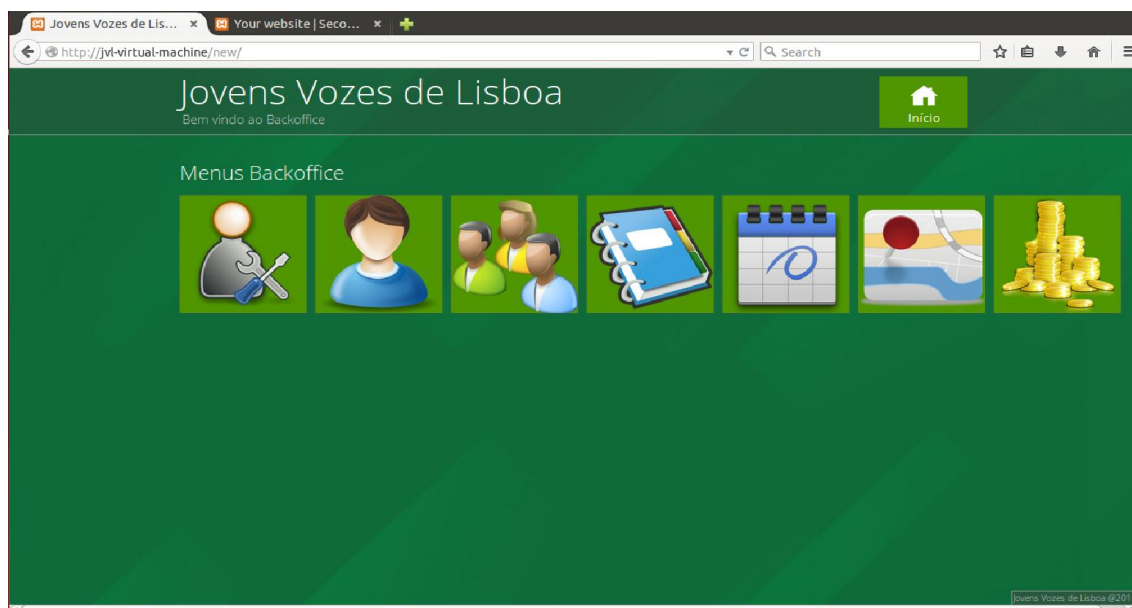 Jovens Vozes de Lis...
Your website | Seco...
http://jvl-virtual-machine/new/
Search
Jovens Vozes de Lisboa
Bem vindo ao Backoffice
Início
Menus Backoffice
Jovens Vozes de Lisboa @201